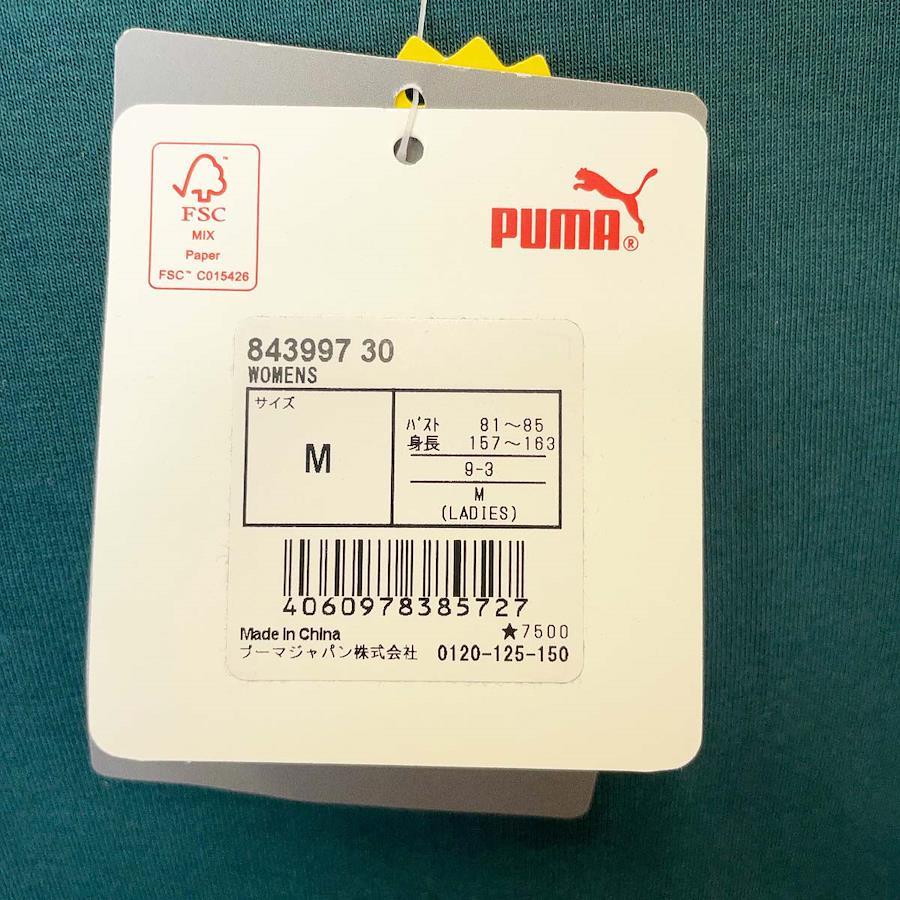 FSC™
MIX
Paper
FSC™ C015426
PUMA®
843997 30
WOMENS
サイズ
M
ﾊﾞｽﾄ 81～85
身長 157～163
9-3
M
(LADIES)
4060978385727
★7500
Made in China
プーマジャパン株式会社 0120-125-150